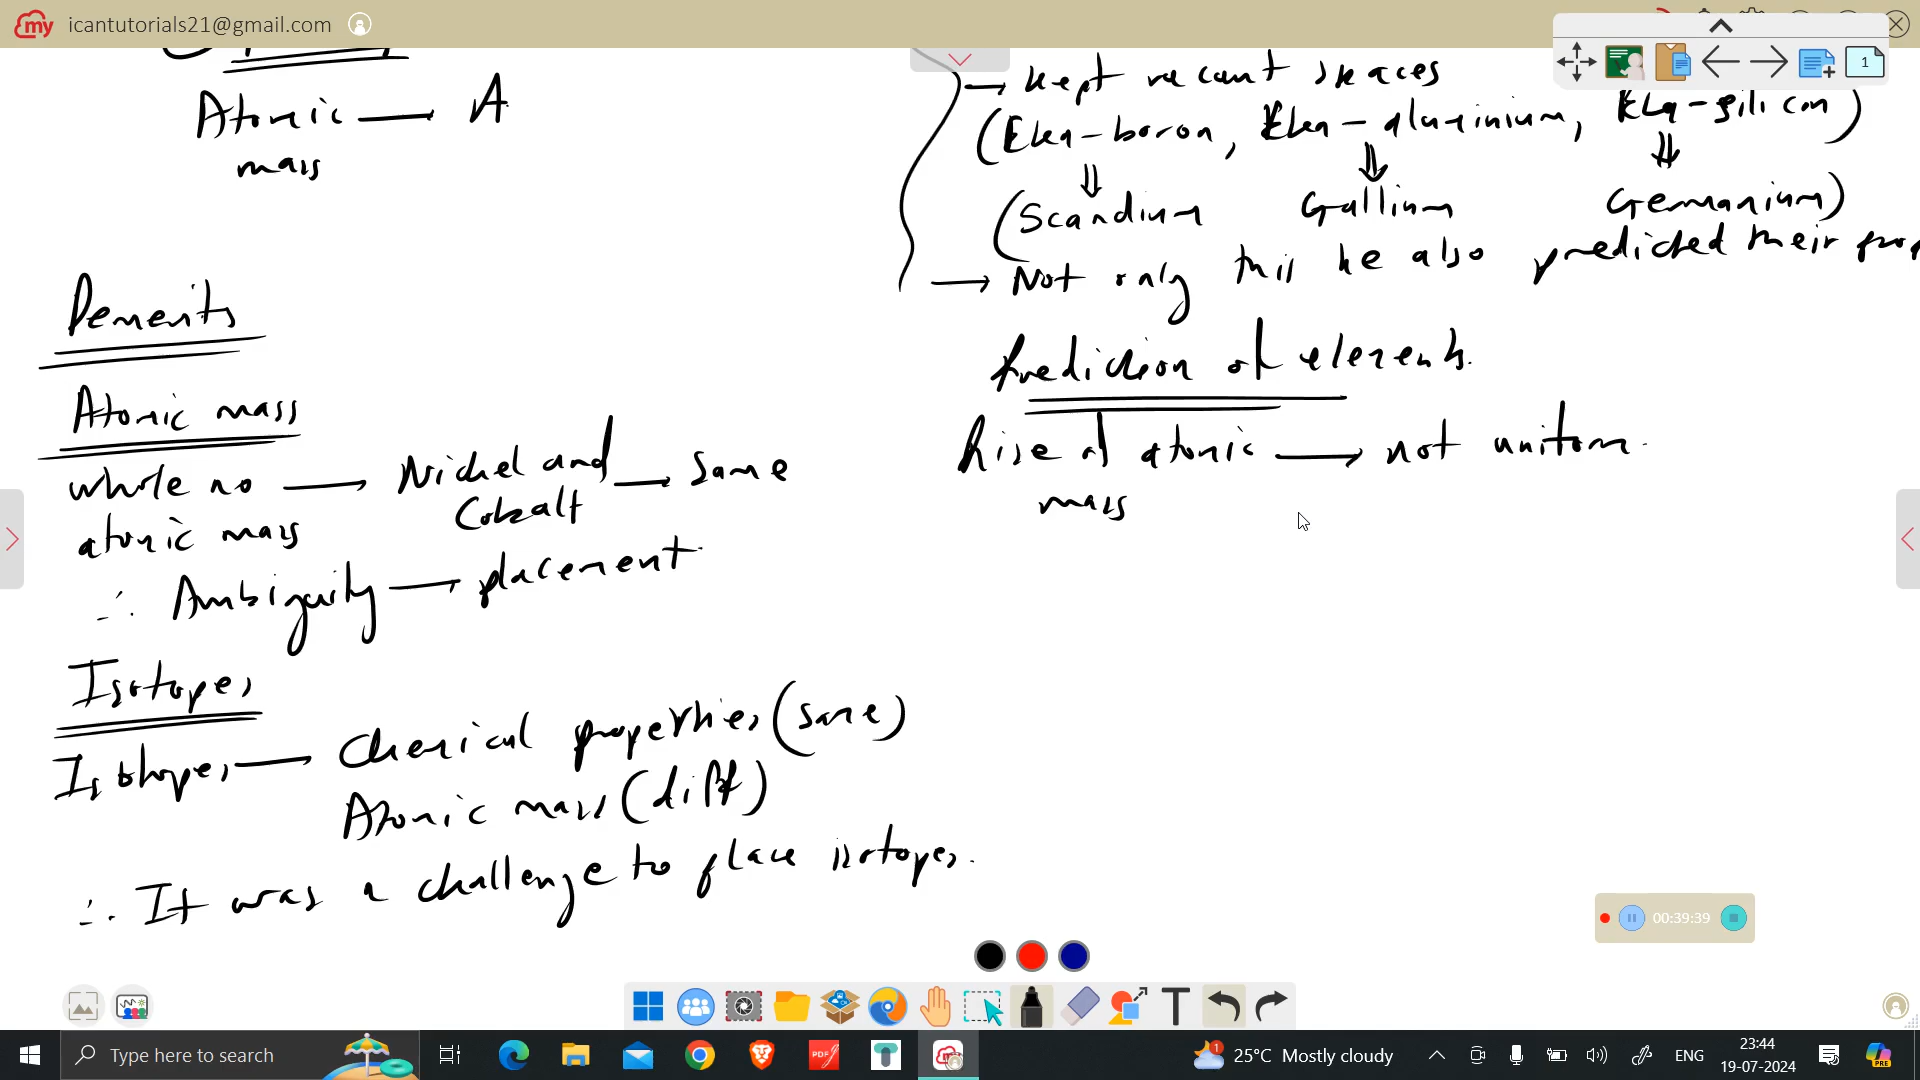 icantutorials21@gmail.com
Atomic → A
mass
Demerits
Atomic mass
whole no → Nickel and → Same
atomic mass Cobalt
∴ Ambiguity → placement
Isotopes
Isotopes → Chemical properties (same)
Atomic mass (diff)
∴ It was a challenge to place isotopes.
→ Kept vacant spaces
(Eka-boron, Eka-aluminium, Eka-silicon)
(Scandium Gallium Germanium)
→ Not only this he also predicted their prop
Prediction of elements.
Rise of atomic → not uniform.
mass
1
00:39:39
Type here to search
25°C Mostly cloudy
ENG
23:44
19-07-2024